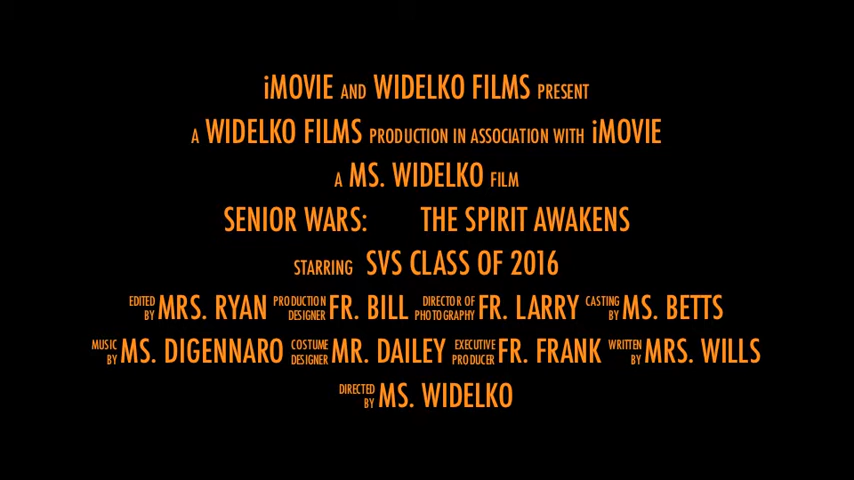 iMOVIE AND WIDELKO FILMS PRESENT
A WIDELKO FILMS PRODUCTION IN ASSOCIATION WITH iMOVIE
A MS. WIDELKO FILM
SENIOR WARS: THE SPIRIT AWAKENS
STARRING SVS CLASS OF 2016
EDITED BY MRS. RYAN PRODUCTION DESIGNER FR. BILL DIRECTOR OF PHOTOGRAPHY FR. LARRY CASTING BY MS. BETTS
MUSIC BY MS. DIGENNARO COSTUME DESIGNER MR. DAILEY EXECUTIVE PRODUCER FR. FRANK WRITTEN BY MRS. WILLS
DIRECTED BY MS. WIDELKO